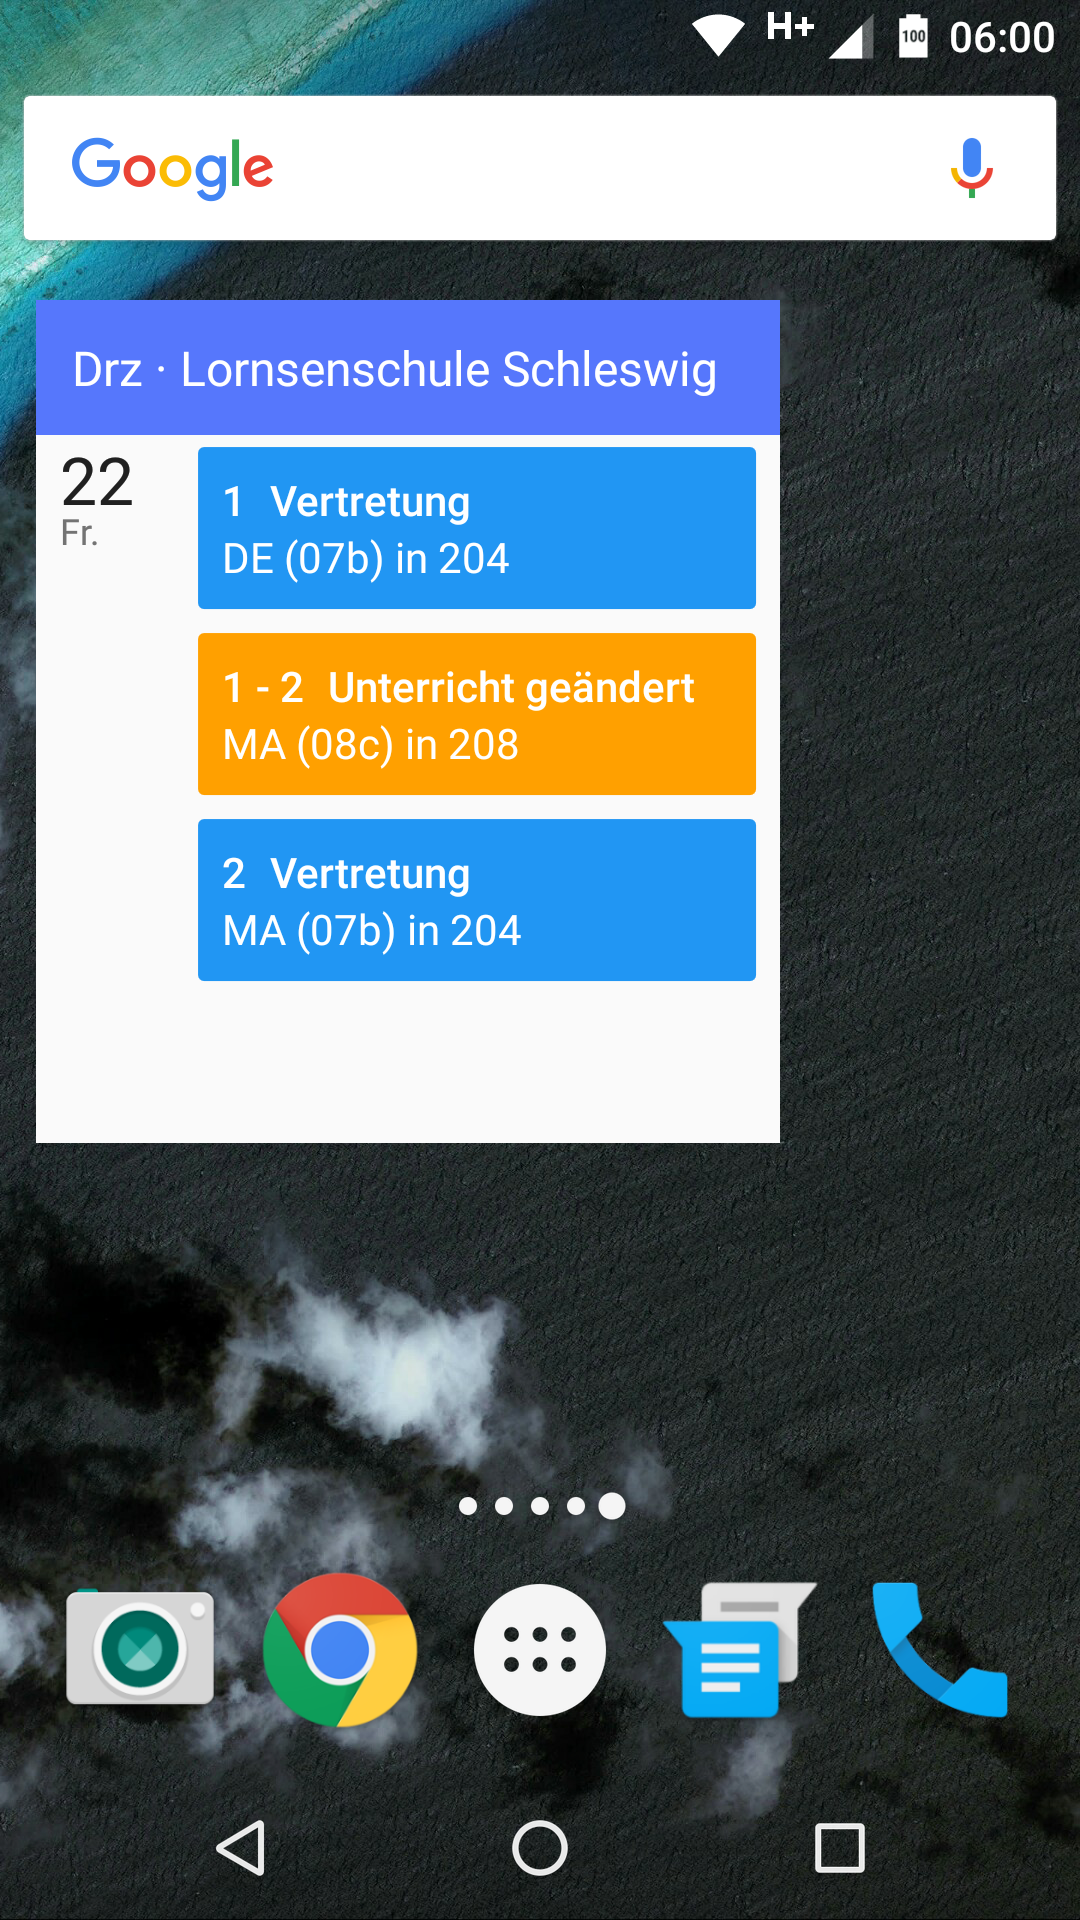 H+ 100 06:00
Google
Drz · Lornsenschule Schleswig
22
Fr.
1 Vertretung
DE (07b) in 204
1 - 2 Unterricht geändert
MA (08c) in 208
2 Vertretung
MA (07b) in 204